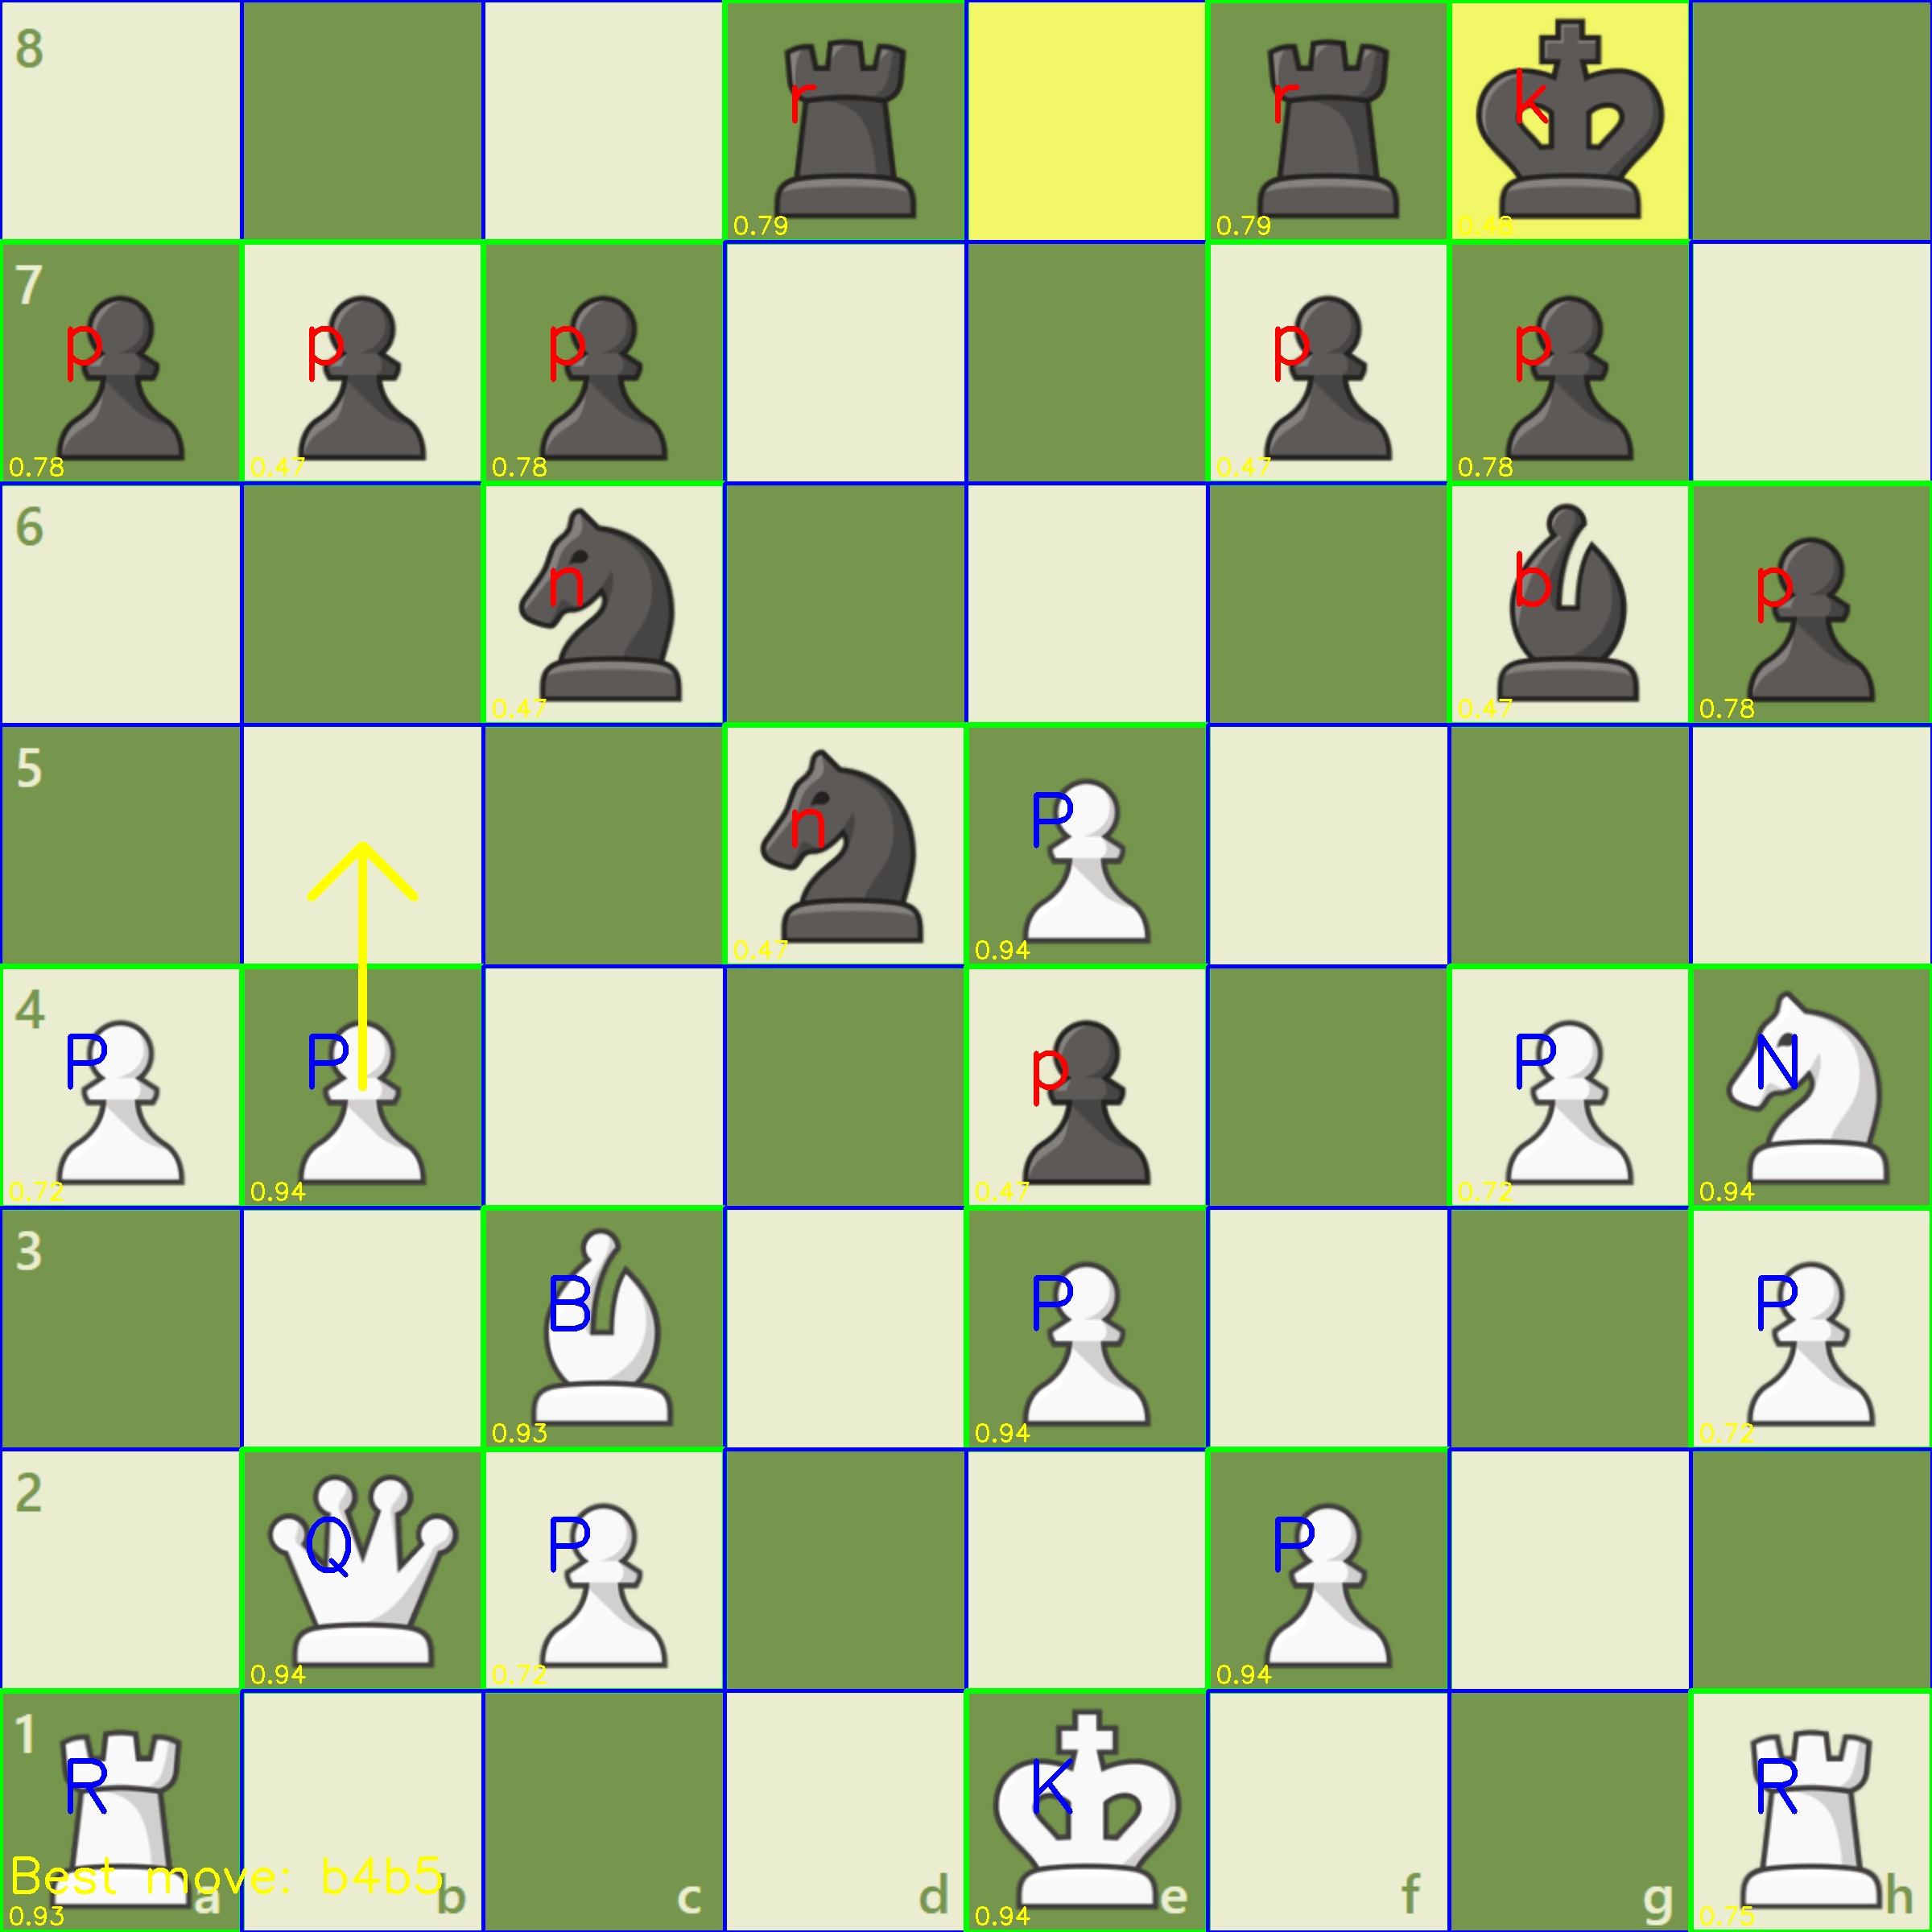 8 r r k
0.79 0.79 0.48
7 p p p p p
0.78 0.47 0.78 0.47 0.78
6 n b p
0.47 0.47 0.78
5 n P
0.47 0.94
4 P P p P N
0.72 0.94 0.47 0.72 0.94
3 B P P
0.93 0.94 0.72
2 Q P P
0.94 0.72 0.94
1 R K R
Best move: b4b5
a b c d e f g h
0.93 0.94 0.75